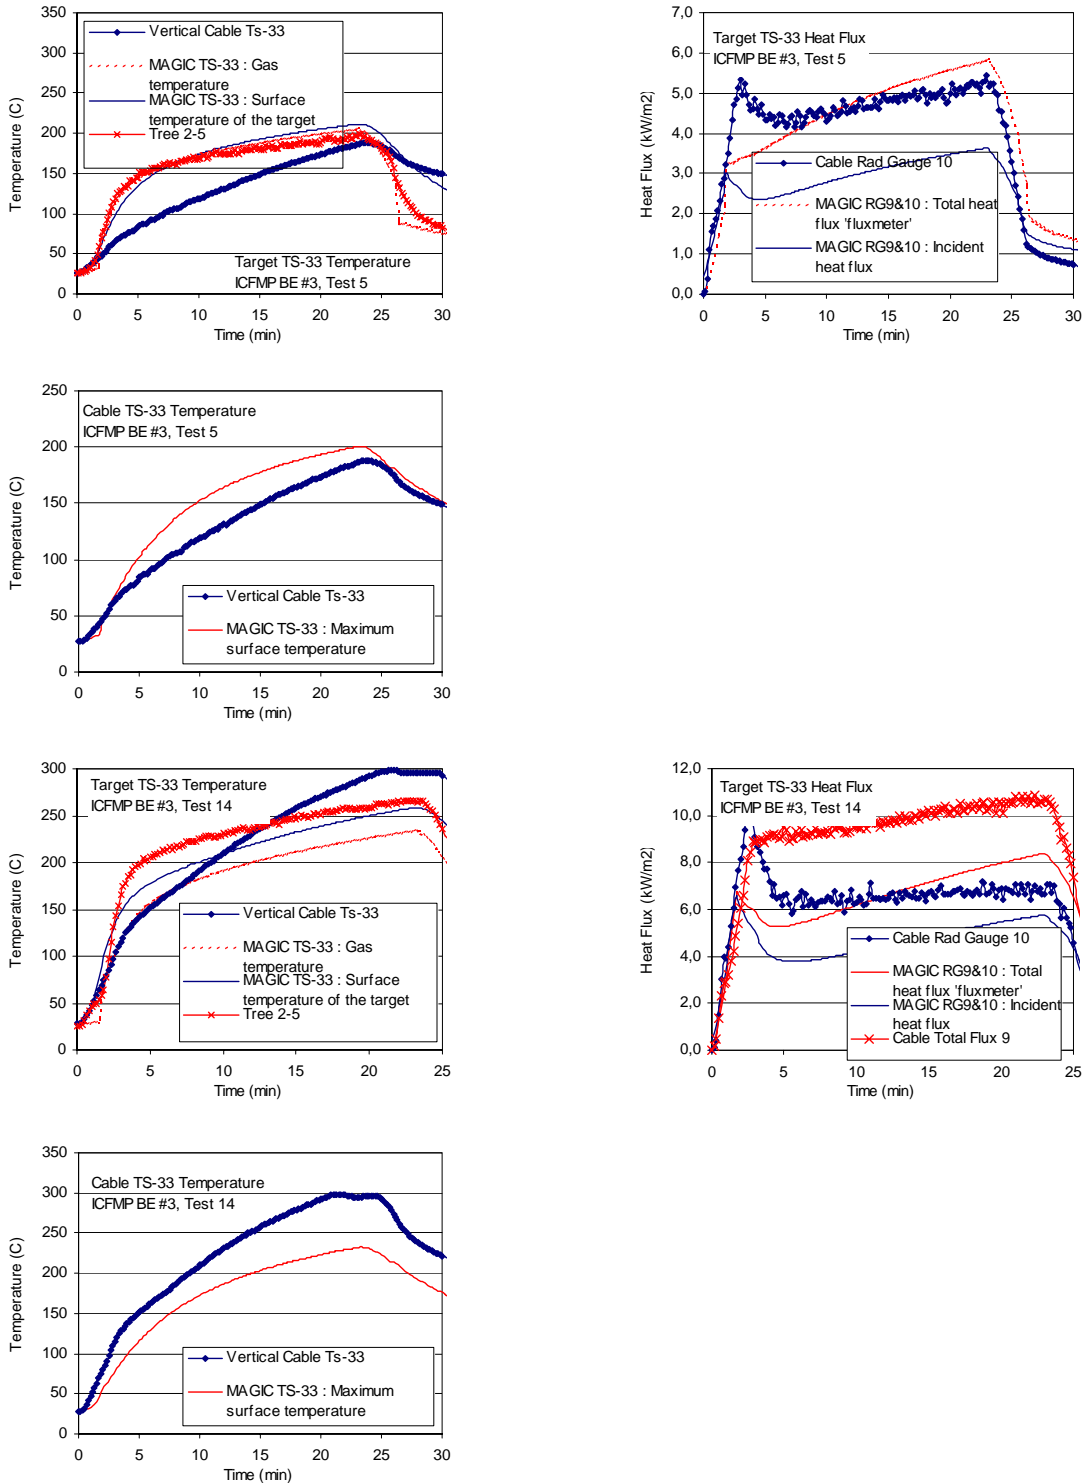 350
300
250
200
150
100
50
0
Temperature (C)
Vertical Cable Ts-33
MAGIC TS-33 : Gas
temperature
MAGIC TS-33 : Surface
temperature of the target
Tree 2-5
Target TS-33 Temperature
ICFMP BE #3, Test 5
0 5 10 15 20 25 30
Time (min)
7,0
6,0
5,0
4,0
3,0
2,0
1,0
0,0
Heat Flux (kW/m2)
Target TS-33 Heat Flux
ICFMP BE #3, Test 5
Cable Rad Gauge 10
MAGIC RG9&10 : Total heat
flux 'fluxmeter'
MAGIC RG9&10 : Incident
heat flux
0 5 10 15 20 25 30
Time (min)
250
200
150
100
50
0
Temperature (C)
Cable TS-33 Temperature
ICFMP BE #3, Test 5
Vertical Cable Ts-33
MAGIC TS-33 : Maximum
surface temperature
0 5 10 15 20 25 30
Time (min)
300
250
200
150
100
50
0
Temperature (C)
Target TS-33 Temperature
ICFMP BE #3, Test 14
Vertical Cable Ts-33
MAGIC TS-33 : Gas
temperature
MAGIC TS-33 : Surface
temperature of the target
Tree 2-5
0 5 10 15 20 25
Time (min)
12,0
10,0
8,0
6,0
4,0
2,0
0,0
Heat Flux (kW/m2)
Target TS-33 Heat Flux
ICFMP BE #3, Test 14
Cable Rad Gauge 10
MAGIC RG9&10 : Total
heat flux 'fluxmeter'
MAGIC RG9&10 : Incident
heat flux
Cable Total Flux 9
0 5 10 15 20 25
Time (min)
350
300
250
200
150
100
50
0
Temperature (C)
Cable TS-33 Temperature
ICFMP BE #3, Test 14
Vertical Cable Ts-33
MAGIC TS-33 : Maximum
surface temperature
0 5 10 15 20 25 30
Time (min)